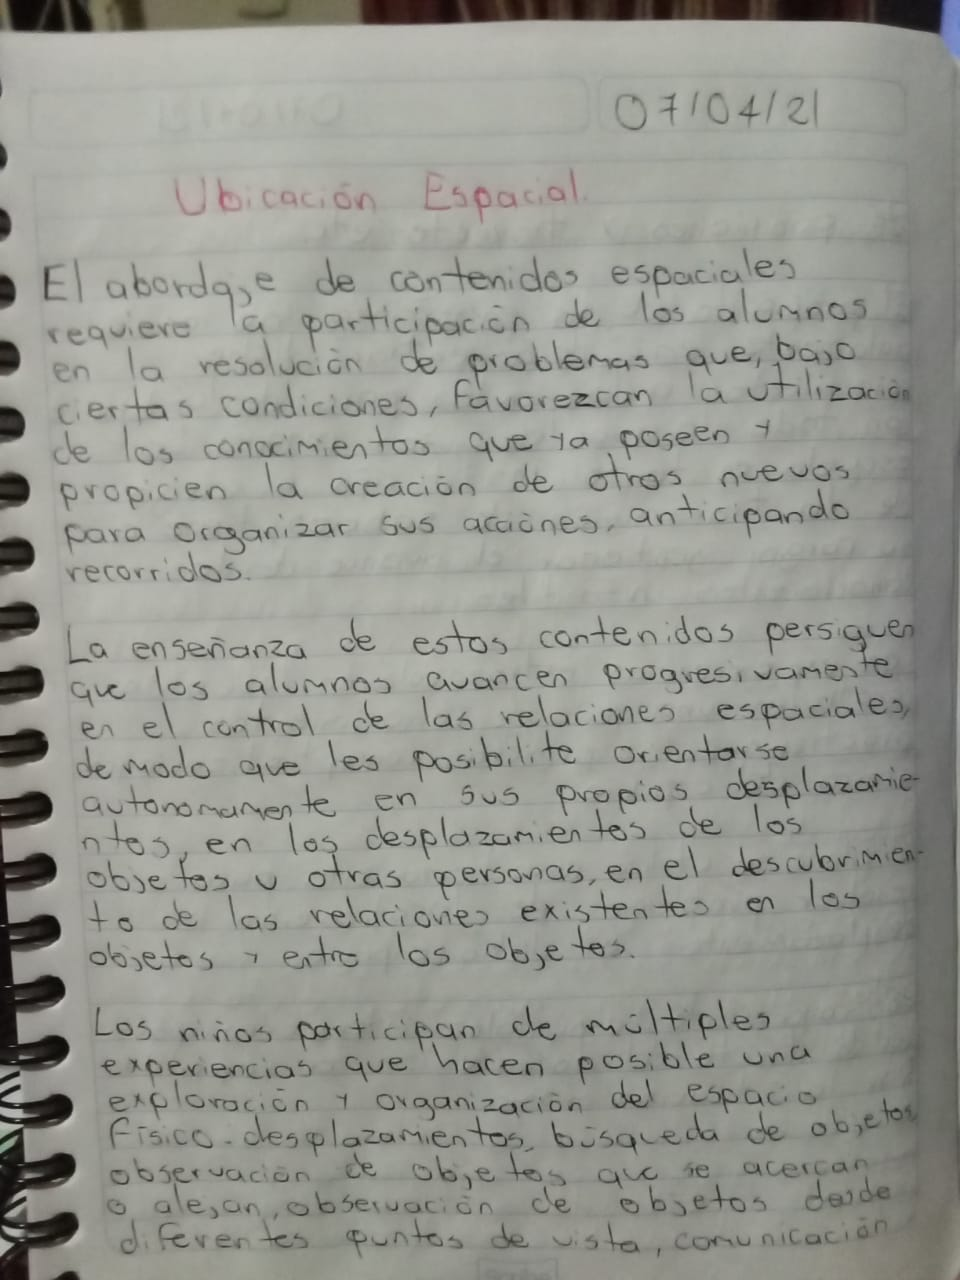 07/04/21
Ubicación Espacial.
El abordaje de contenidos espaciales
requiere la participación de los alumnos
en la resolución de problemas que, bajo
ciertas condiciones, favorezcan la utilización
de los conocimientos que ya poseen y
propicien la creación de otros nuevos
para organizar sus acciones, anticipando
recorridos.
La enseñanza de estos contenidos persiguen
que los alumnos avancen progresivamente
en el control de las relaciones espaciales,
de modo que les posibilite orientarse
autonomamente en sus propios desplazamie-
ntos, en los desplazamientos de los
objetos u otras personas, en el descubrimien-
to de las relaciones existentes en los
objetos y entre los objetos.
Los niños participan de múltiples
experiencias que hacen posible una
exploración y organización del espacio
físico. desplazamientos, búsqueda de objetos
observación de objetos que se acercan
o alejan, observación de objetos desde
diferentes puntos de vista, comunicación